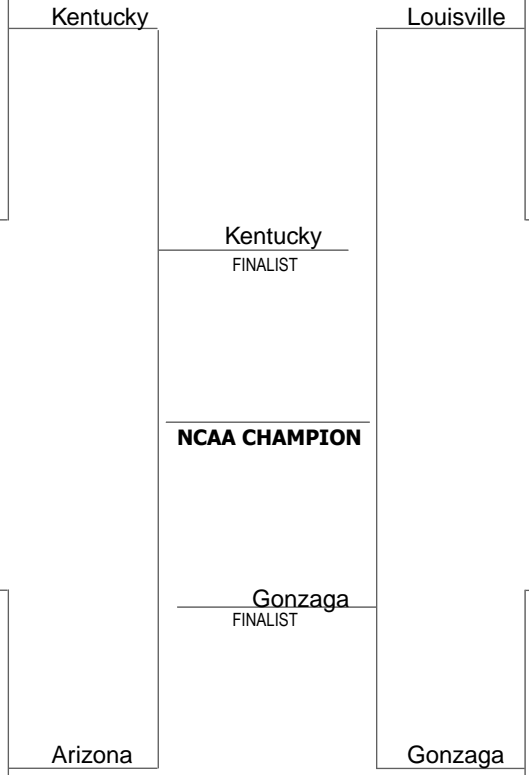 Kentucky
Louisville
Kentucky
FINALIST
NCAA CHAMPION
Gonzaga
FINALIST
Arizona
Gonzaga